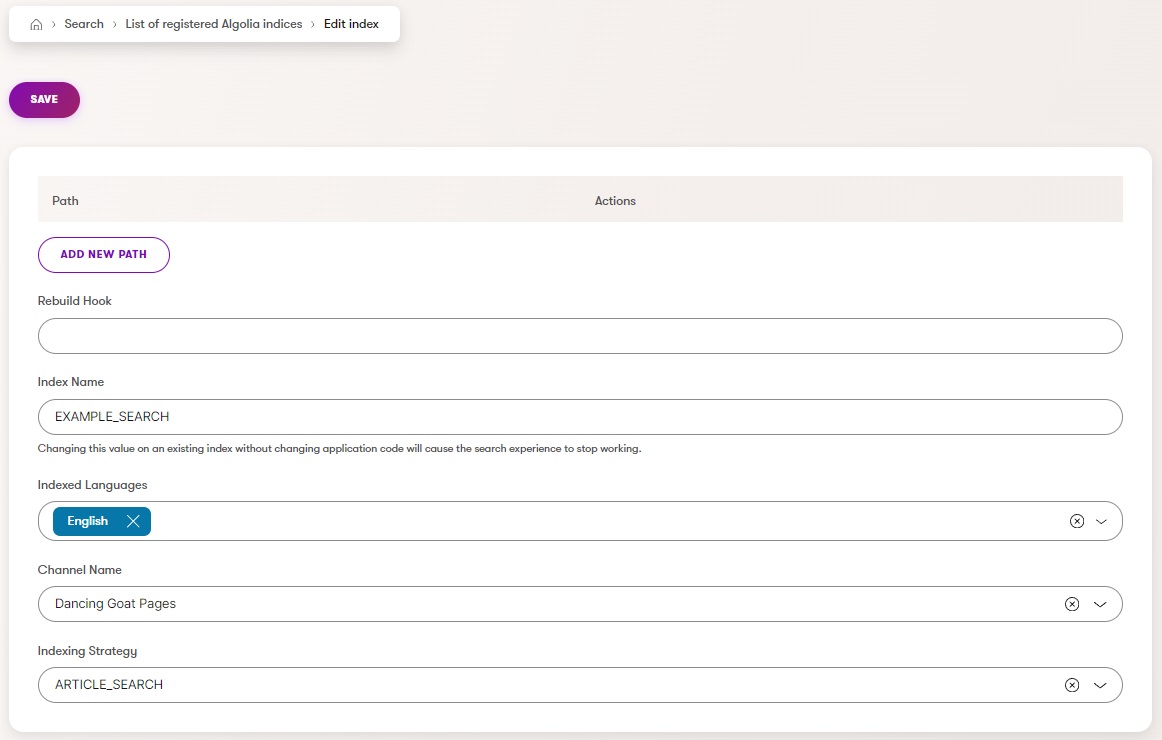 Search > List of registered Algolia indices > Edit index
SAVE
Path Actions
ADD NEW PATH
Rebuild Hook
Index Name
EXAMPLE_SEARCH
Changing this value on an existing index without changing application code will cause the search experience to stop working.
Indexed Languages
English
Channel Name
Dancing Goat Pages
Indexing Strategy
ARTICLE_SEARCH